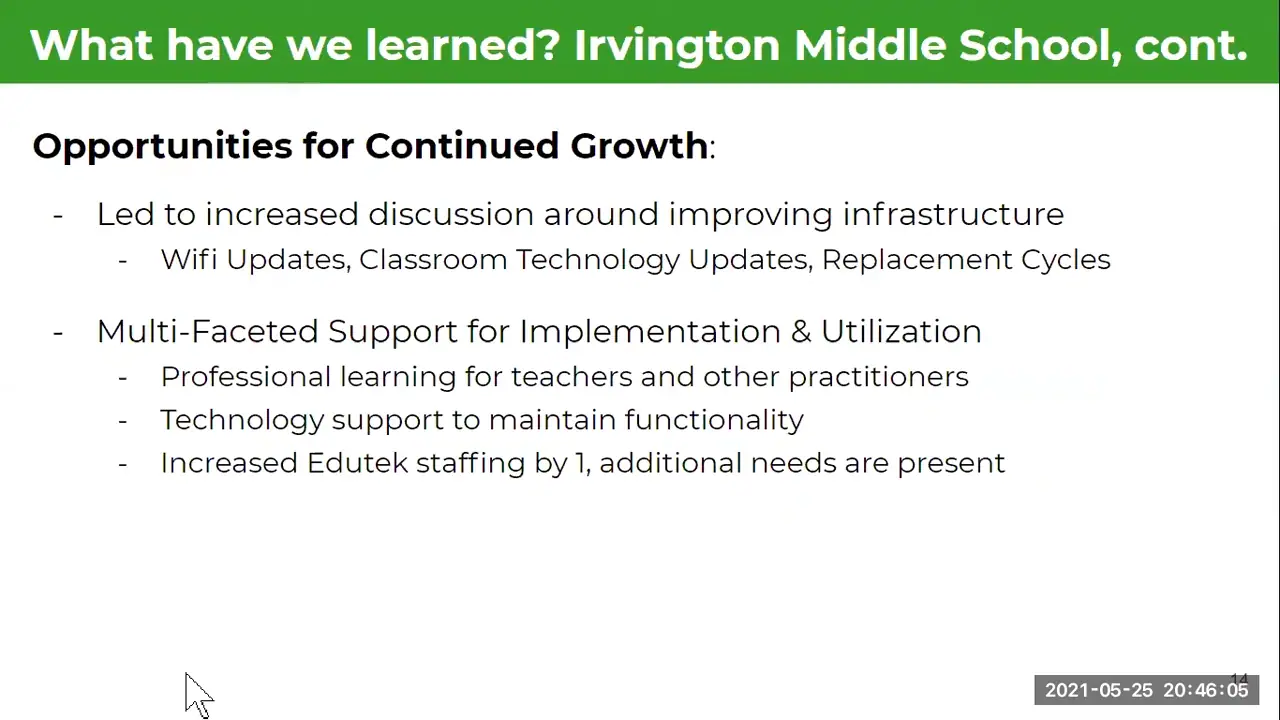 What have we learned? Irvington Middle School, cont.
Opportunities for Continued Growth:
- Led to increased discussion around improving infrastructure
- Wifi Updates, Classroom Technology Updates, Replacement Cycles
- Multi-Faceted Support for Implementation & Utilization
- Professional learning for teachers and other practitioners
- Technology support to maintain functionality
- Increased Edutek staffing by 1, additional needs are present
14
2021-05-25 20:46:05